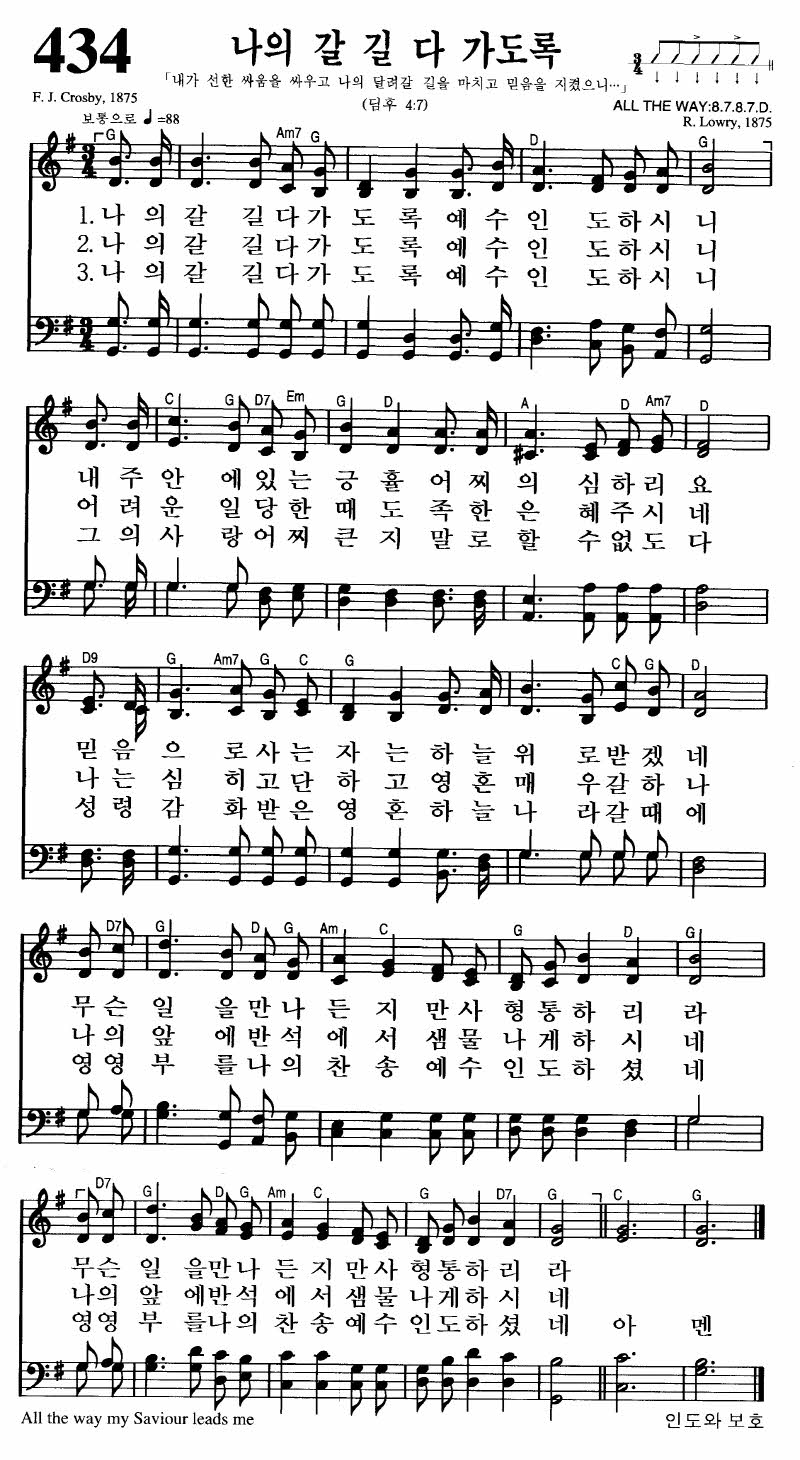 434
나의 갈 길 다 가도록
「내가 선한 싸움을 싸우고 나의 달려갈 길을 마치고 믿음을 지켰으니…」
(딤후 4:7)
3/4
F. J. Crosby, 1875
ALL THE WAY:8.7.8.7.D.
R. Lowry, 1875
보통으로 ♩=88
G Am7 G D G
1. 나 의 갈 길 다 가 도 록 예 수 인 도 하 시 니
2. 나 의 갈 길 다 가 도 록 예 수 인 도 하 시 니
3. 나 의 갈 길 다 가 도 록 예 수 인 도 하 시 니
C G D7 Em G D A D Am7 D
내 주 안 에 있 는 긍 휼 어 찌 의 심 하 리 요
어 려 운 일 당 한 때 도 족 한 은 혜 주 시 네
그 의 사 랑 어 찌 큰 지 말 로 할 수 없 도 다
D9 G Am7 G C G C G D
믿 음 으 로 사 는 자 는 하 늘 위 로 받 겠 네
나 는 심 히 고 단 하 고 영 혼 매 우 갈 하 나
성 령 감 화 받 은 영 혼 하 늘 나 라 갈 때 에
D7 G D G Am C G D G
무 슨 일 을 만 나 든 지 만 사 형 통 하 리 라
나 의 앞 에 반 석 에 서 샘 물 나 게 하 시 네
영 영 부 를 나 의 찬 송 예 수 인 도 하 셨 네
D7 G D G Am C G D7 G C G
무 슨 일 을 만 나 든 지 만 사 형 통 하 리 라
나 의 앞 에 반 석 에 서 샘 물 나 게 하 시 네
영 영 부 를 나 의 찬 송 예 수 인 도 하 셨 네 아 멘
All the way my Saviour leads me
인도와 보호